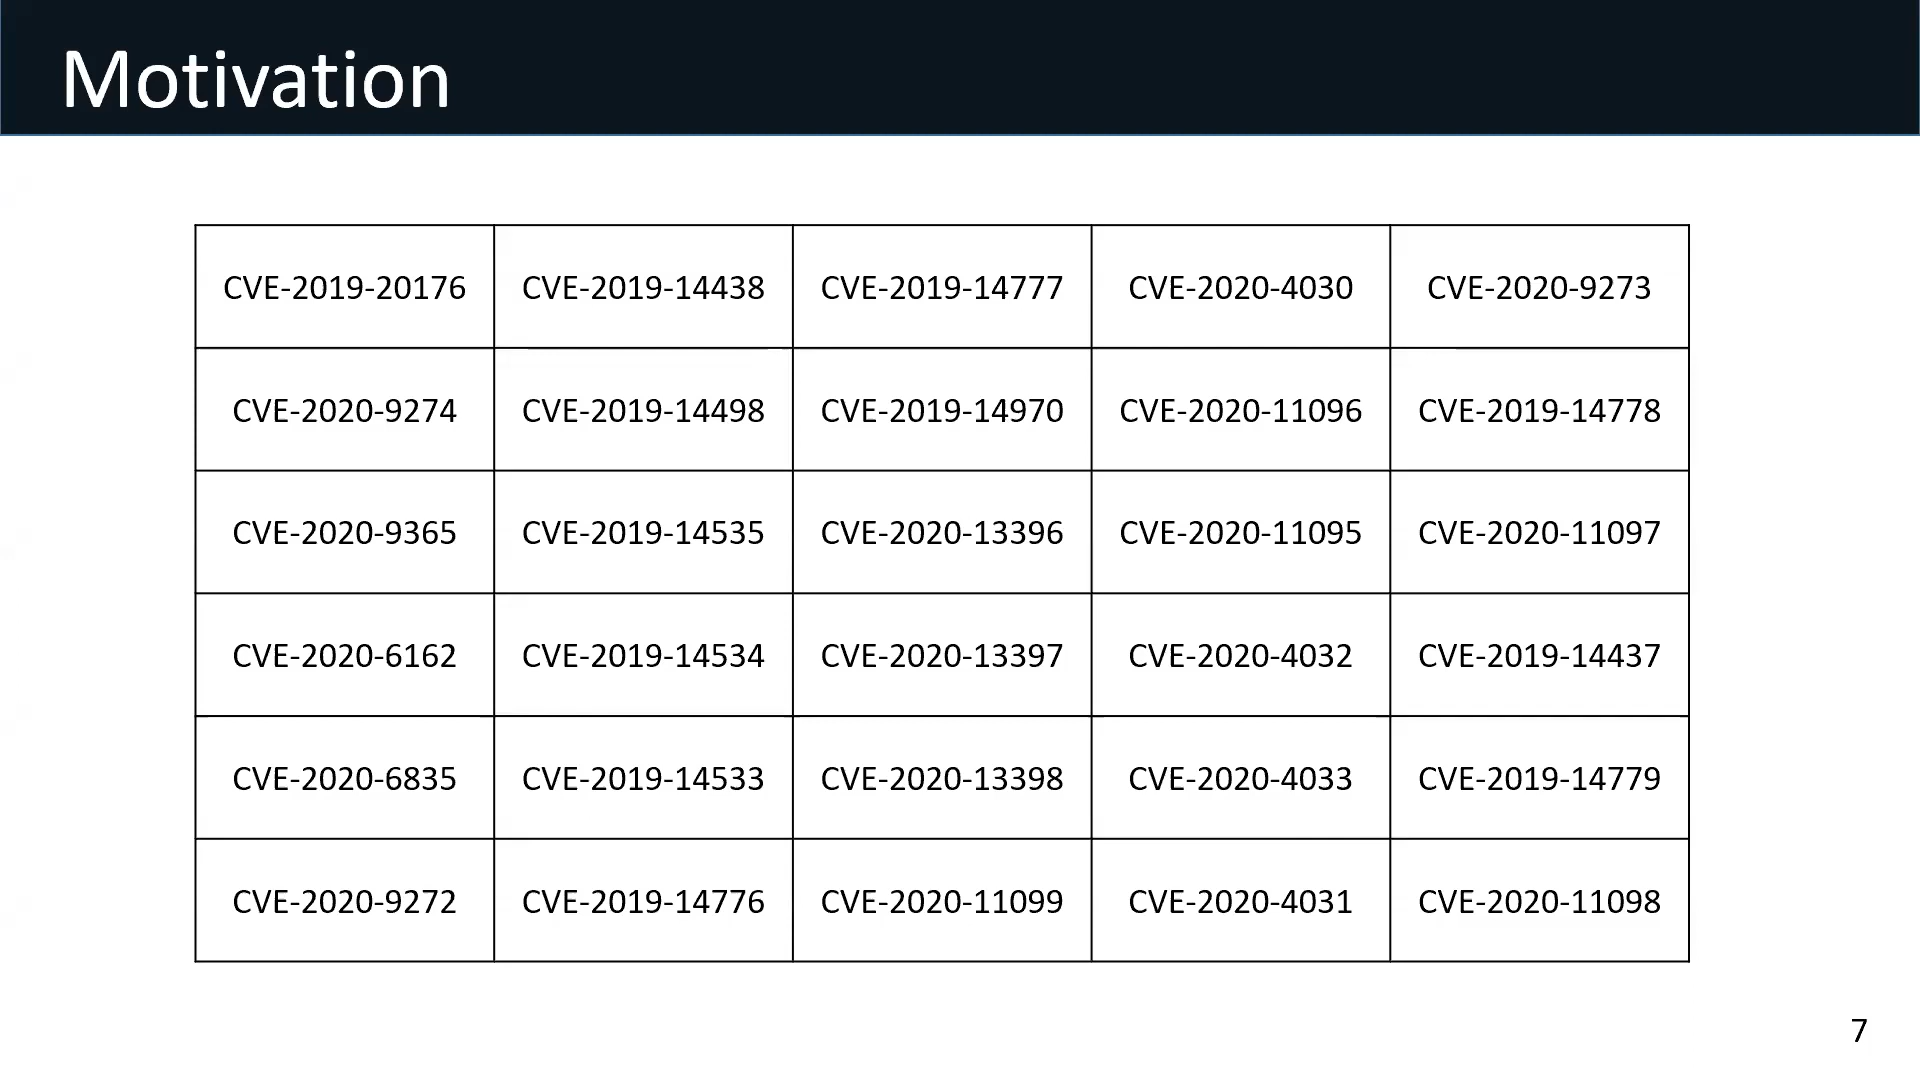 Motivation
CVE-2019-20176 CVE-2019-14438 CVE-2019-14777 CVE-2020-4030 CVE-2020-9273
CVE-2020-9274 CVE-2019-14498 CVE-2019-14970 CVE-2020-11096 CVE-2019-14778
CVE-2020-9365 CVE-2019-14535 CVE-2020-13396 CVE-2020-11095 CVE-2020-11097
CVE-2020-6162 CVE-2019-14534 CVE-2020-13397 CVE-2020-4032 CVE-2019-14437
CVE-2020-6835 CVE-2019-14533 CVE-2020-13398 CVE-2020-4033 CVE-2019-14779
CVE-2020-9272 CVE-2019-14776 CVE-2020-11099 CVE-2020-4031 CVE-2020-11098
7